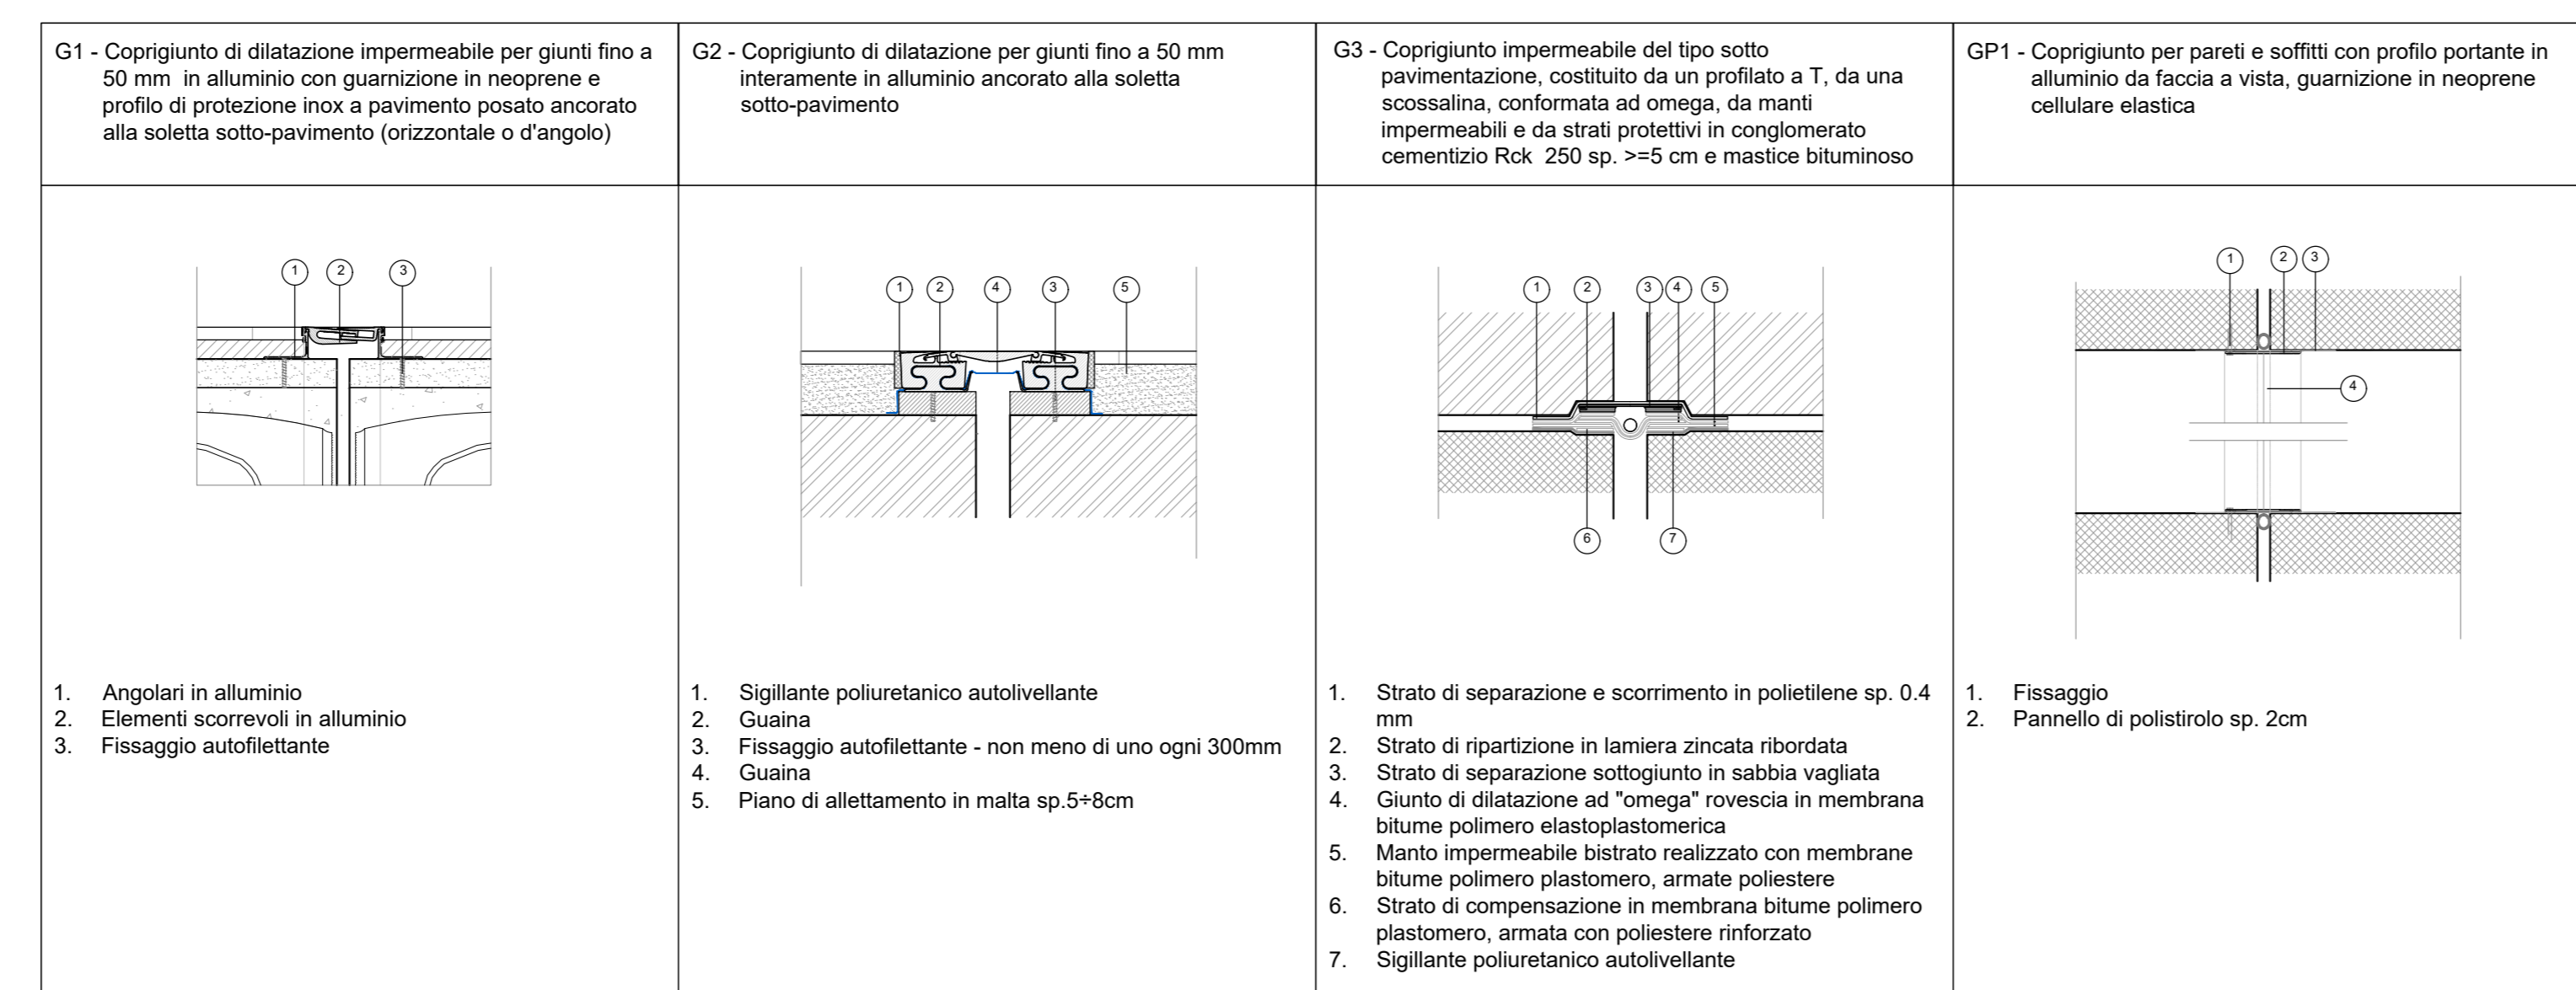 G1 - Coprigiunto di dilatazione impermeabile per giunti fino a
50 mm  in alluminio con guarnizione in neoprene e
profilo di protezione inox a pavimento posato ancorato
alla soletta sotto-pavimento (orizzontale o d'angolo)
1
2
3
1. Angolari in alluminio
2. Elementi scorrevoli in alluminio
3. Fissaggio autofilettante
G2 - Coprigiunto di dilatazione per giunti fino a 50 mm
interamente in alluminio ancorato alla soletta
sotto-pavimento
1
2
4
3
5
1. Sigillante poliuretanico autolivellante
2. Guaina
3. Fissaggio autofilettante - non meno di uno ogni 300mm
4. Guaina
5. Piano di allettamento in malta sp.5÷8cm
G3 - Coprigiunto impermeabile del tipo sotto
pavimentazione, costituito da un profilato a T, da una
scossalina, conformata ad omega, da manti
impermeabili e da strati protettivi in conglomerato
cementizio Rck  250 sp. >=5 cm e mastice bituminoso
1
2
3
4
5
6
7
1. Strato di separazione e scorrimento in polietilene sp. 0.4
mm
2. Strato di ripartizione in lamiera zincata ribordata
3. Strato di separazione sottogiunto in sabbia vagliata
4. Giunto di dilatazione ad "omega" rovescia in membrana
bitume polimero elastoplastomerica
5. Manto impermeabile bistrato realizzato con membrane
bitume polimero plastomero, armate poliestere
6. Strato di compensazione in membrana bitume polimero
plastomero, armata con poliestere rinforzato
7. Sigillante poliuretanico autolivellante
GP1 - Coprigiunto per pareti e soffitti con profilo portante in
alluminio da faccia a vista, guarnizione in neoprene
cellulare elastica
1
2
3
4
1. Fissaggio
2. Pannello di polistirolo sp. 2cm